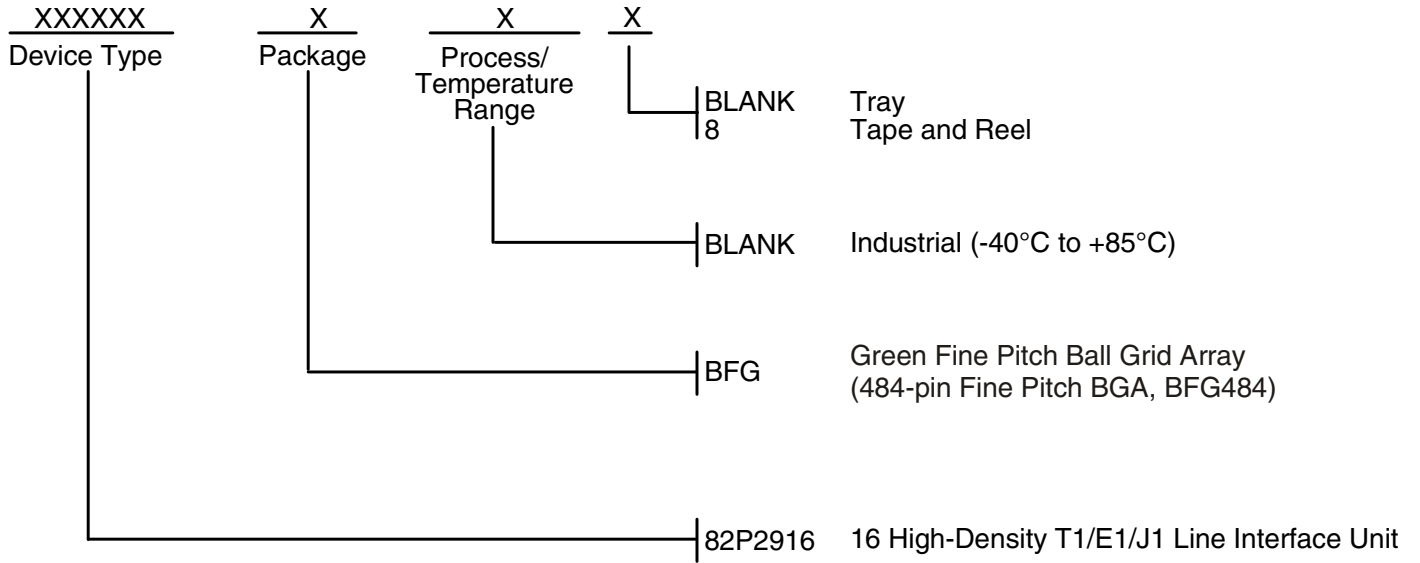 XXXXXX X X X
Device Type Package Process/
Temperature
Range
BLANK Tray
8 Tape and Reel
BLANK Industrial (-40°C to +85°C)
BFG Green Fine Pitch Ball Grid Array
(484-pin Fine Pitch BGA, BFG484)
82P2916 16 High-Density T1/E1/J1 Line Interface Unit